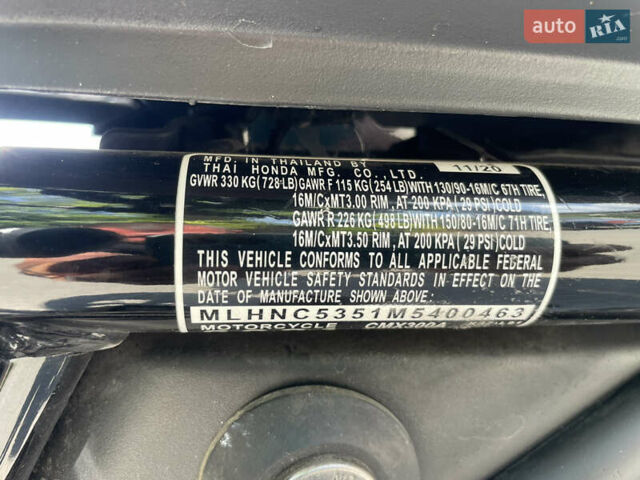 auto RIA .com
MFD. IN THAILAND BY 11/20
THAI HONDA MFG. CO.,LTD.
GVWR 330 KG(728LB)GAWR F 115 KG(254 LB)WITH 130/90-16M/C 67H TIRE,
16M/CxMT3.00 RIM, AT 200 KPA(29 PSI)COLD
GAWR R 226 KG(498 LB)WITH 150/80-16M/C 71H TIRE,
16M/CxMT3.50 RIM, AT 200 KPA(29 PSI)COLD
THIS VEHICLE CONFORMS TO ALL APPLICABLE FEDERAL
MOTOR VEHICLE SAFETY STANDARDS IN EFFECT ON THE
DATE OF MANUFACTURE SHOWN ABOVE:
MLHNC5351M5400463
MOTORCYCLE CMX300A